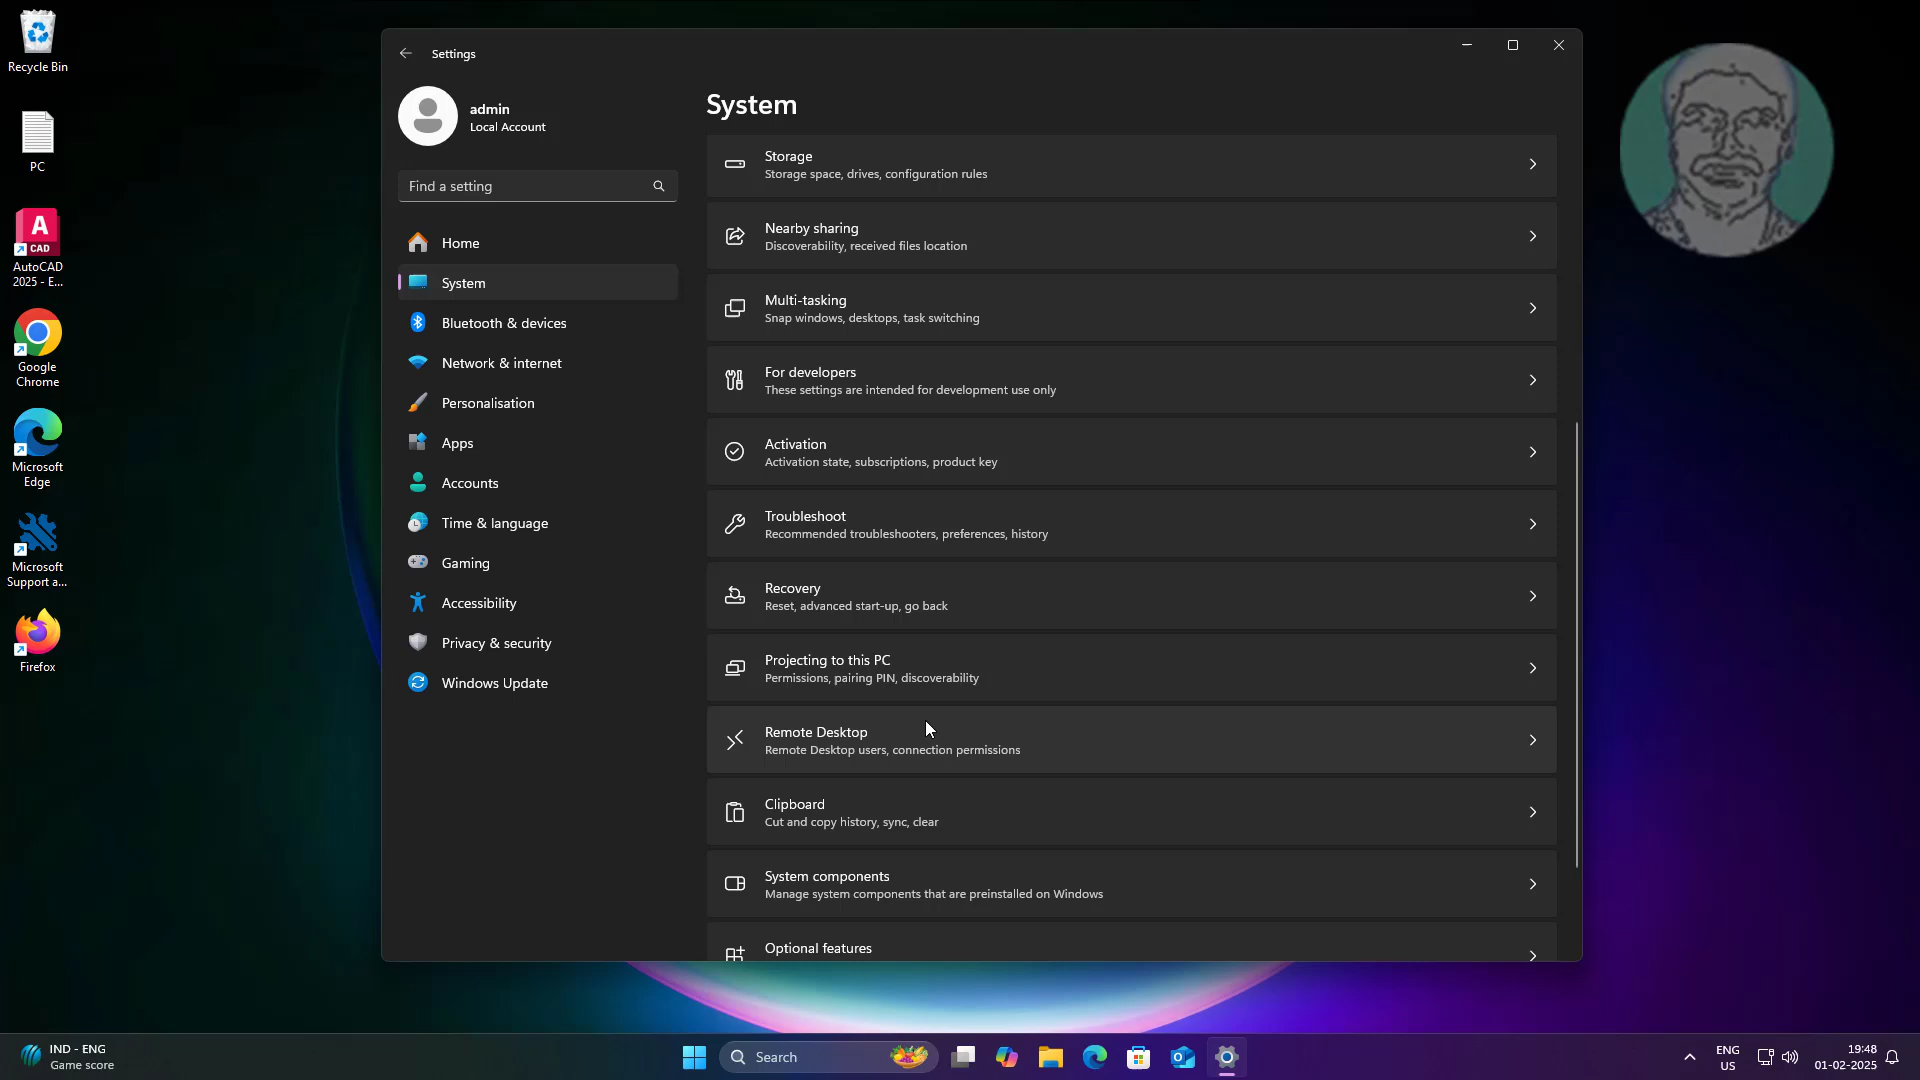 Recycle Bin
PC
AutoCAD
2025 - E...
Google
Chrome
Microsoft
Edge
Microsoft
Support a...
Firefox
Settings
admin
Local Account
Find a setting
Home
System
Bluetooth & devices
Network & internet
Personalisation
Apps
Accounts
Time & language
Gaming
Accessibility
Privacy & security
Windows Update
System
Storage
Storage space, drives, configuration rules
Nearby sharing
Discoverability, received files location
Multi-tasking
Snap windows, desktops, task switching
For developers
These settings are intended for development use only
Activation
Activation state, subscriptions, product key
Troubleshoot
Recommended troubleshooters, preferences, history
Recovery
Reset, advanced start-up, go back
Projecting to this PC
Permissions, pairing PIN, discoverability
Remote Desktop
Remote Desktop users, connection permissions
Clipboard
Cut and copy history, sync, clear
System components
Manage system components that are preinstalled on Windows
Optional features
IND - ENG
Game score
Search
ENG
US
19:48
01-02-2025
A
CAD